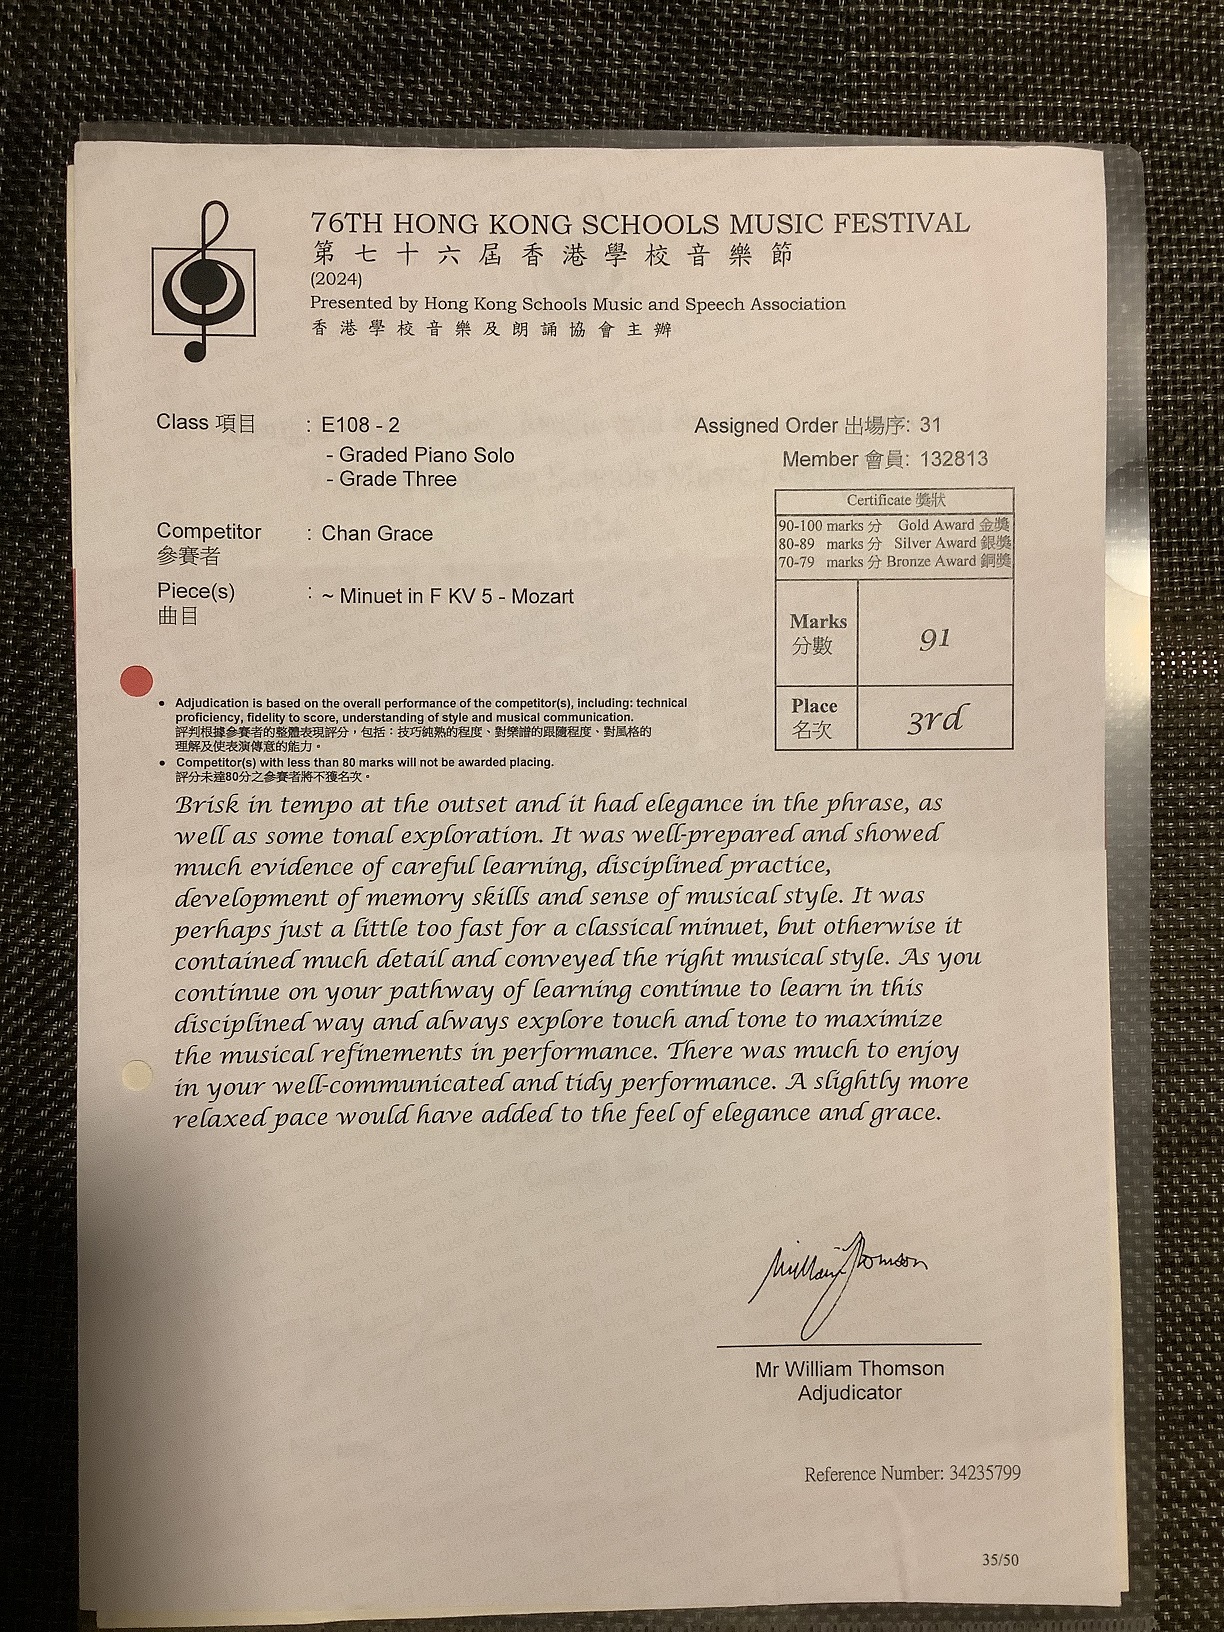 76TH HONG KONG SCHOOLS MUSIC FESTIVAL
第七十六屆香港學校音樂節
(2024)
Presented by Hong Kong Schools Music and Speech Association
香港學校音樂及朗誦協會主辦
Class 項目 : E108 - 2
- Graded Piano Solo
- Grade Three
Assigned Order 出場序: 31
Member 會員: 132813
Competitor : Chan Grace
參賽者
Piece(s) : ~ Minuet in F KV 5 - Mozart
曲目
Certificate 獎狀
90-100 marks 分 Gold Award 金獎
80-89 marks 分 Silver Award 銀獎
70-79 marks 分 Bronze Award 銅獎
Marks 91
分數
Place 3rd
名次
• Adjudication is based on the overall performance of the competitor(s), including: technical
proficiency, fidelity to score, understanding of style and musical communication.
評判根據參賽者的整體表現評分，包括：技巧純熟的程度、對樂譜的跟隨程度、對風格的
理解及使表演傳意的能力。
• Competitor(s) with less than 80 marks will not be awarded placing.
評分未達80分之參賽者將不獲名次。
Brisk in tempo at the outset and it had elegance in the phrase, as
well as some tonal exploration. It was well-prepared and showed
much evidence of careful learning, disciplined practice,
development of memory skills and sense of musical style. It was
perhaps just a little too fast for a classical minuet, but otherwise it
contained much detail and conveyed the right musical style. As you
continue on your pathway of learning continue to learn in this
disciplined way and always explore touch and tone to maximize
the musical refinements in performance. There was much to enjoy
in your well-communicated and tidy performance. A slightly more
relaxed pace would have added to the feel of elegance and grace.
William Thomson
Mr William Thomson
Adjudicator
Reference Number: 34235799
35/50